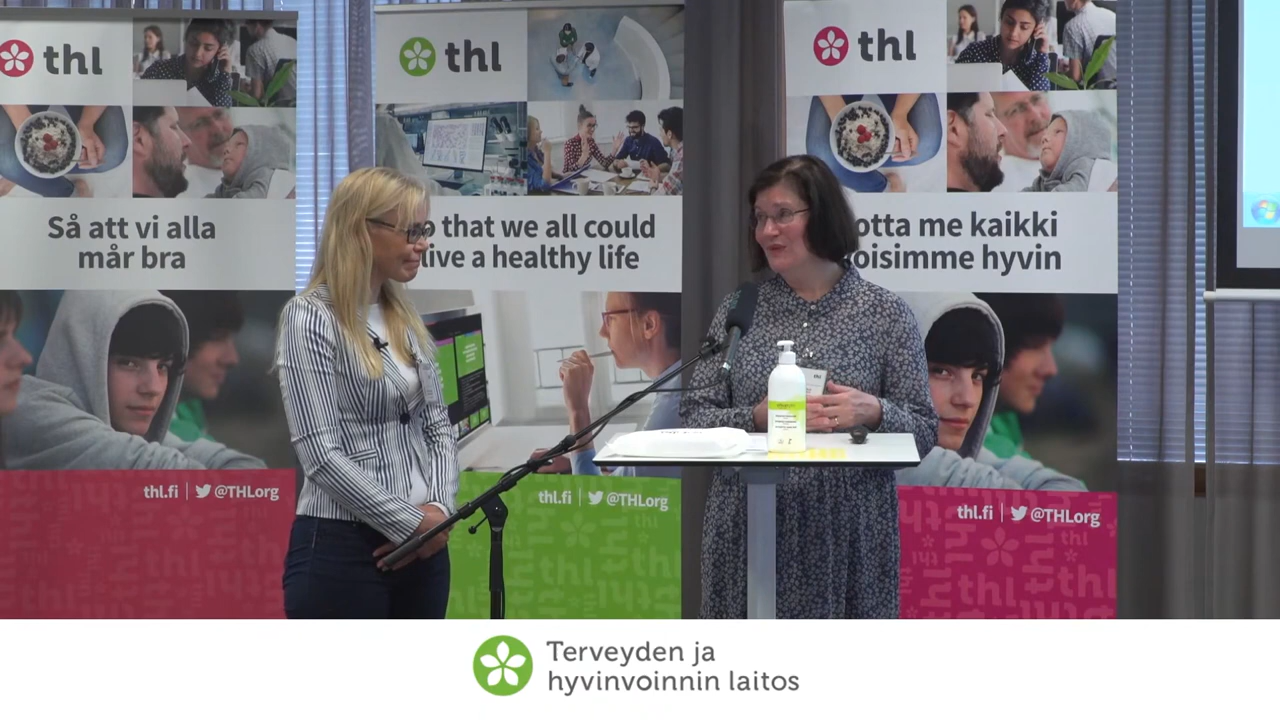 thl
thl
thl
Så att vi alla
mår bra
that we all could
live a healthy life
otta me kaikki
oisimme hyvin
thl.fi | @THLorg
thl.fi | @THLorg
thl.fi | @THLorg
Terveyden ja
hyvinvoinnin laitos